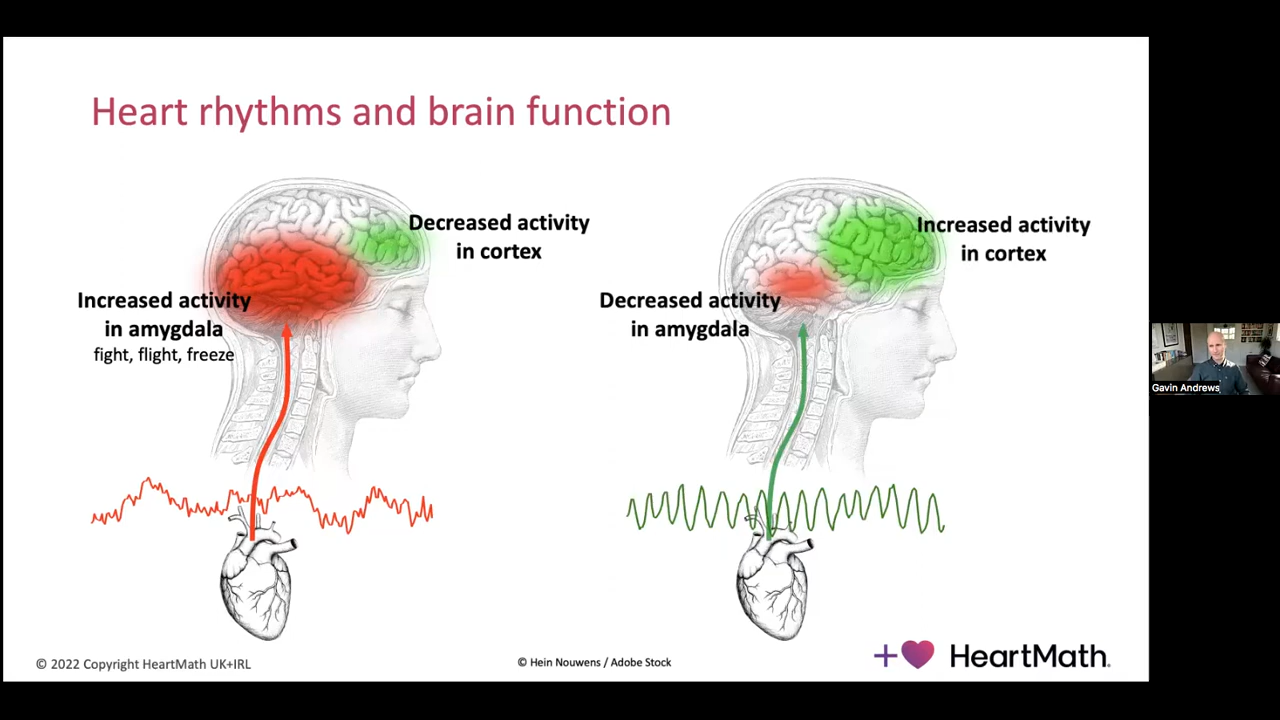 Heart rhythms and brain function
Decreased activity
in cortex
Increased activity
in amygdala
fight, flight, freeze
Increased activity
in cortex
Decreased activity
in amygdala
Gavin Andrews
© 2022 Copyright HeartMath UK+IRL
© Hein Nouwens / Adobe Stock
HeartMath.